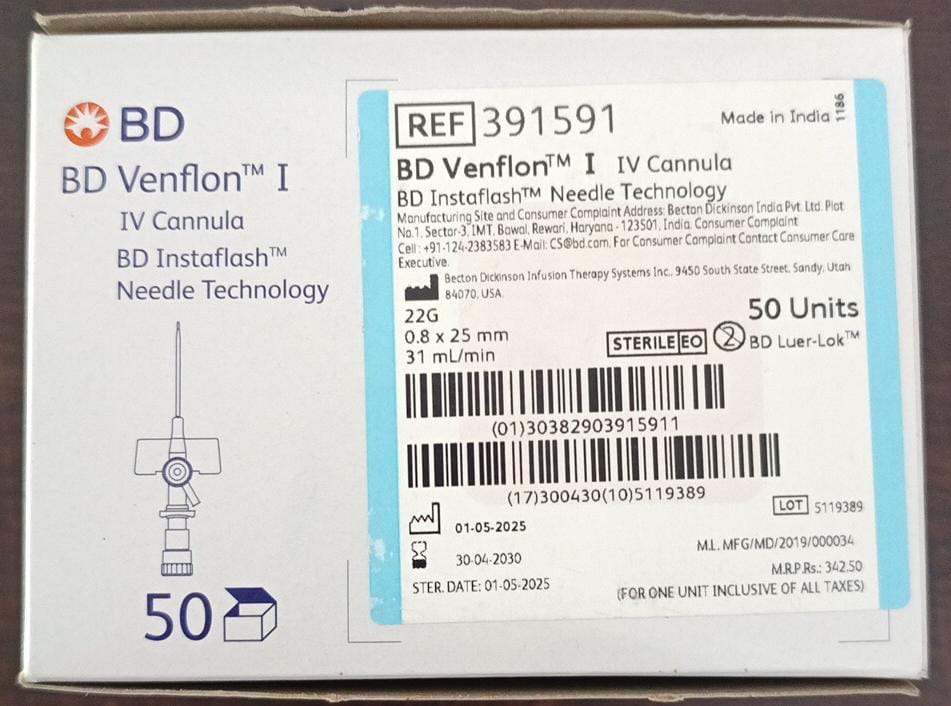 BD
BD Venflon™ I
IV Cannula
BD Instaflash™
Needle Technology
50
REF 391591
Made in India
1186
BD Venflon™ I IV Cannula
BD Instaflash™ Needle Technology
Manufacturing Site and Consumer Complaint Address: Becton Dickinson India Pvt. Ltd. Plot
No.1, Sector-3, IMT, Bawal, Rewari, Haryana - 123501, India. Consumer Complaint
Cell : +91-124-2383583 E-Mail: CS@bd.com, For Consumer Complaint Contact Consumer Care
Executive.
Becton Dickinson Infusion Therapy Systems Inc., 9450 South State Street, Sandy, Utah
84070, USA.
50 Units
22G
0.8 x 25 mm
31 mL/min
STERILE EO 2 BD Luer-Lok™
(01)30382903915911
(17)300430(10)5119389
LOT 5119389
01-05-2025
30-04-2030
STER. DATE: 01-05-2025
M.L. MFG/MD/2019/000034
M.R.P.Rs.: 342.50
(FOR ONE UNIT INCLUSIVE OF ALL TAXES)